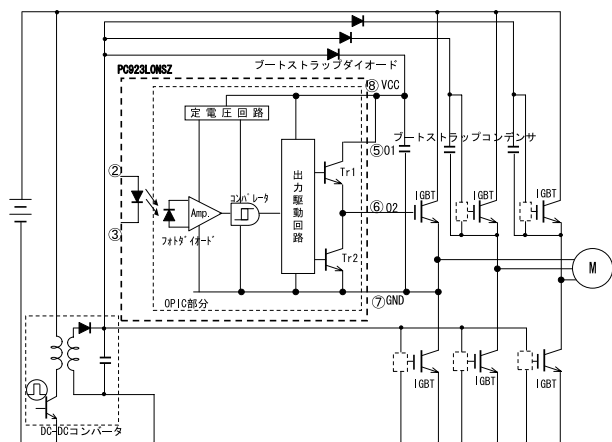 ブートストラップダイオード
PC923L0NSZ
⑧VCC
定電圧回路
ブートストラップコンデンサ
⑤O1
Tr1
②
IGBT
IGBT
IGBT
コンパレータ
出力駆動回路
⑥O2
Amp.
③
フォトダイオード
Tr2
M
OPIC部分
⑦GND
IGBT
IGBT
IGBT
DC-DCコンバータ